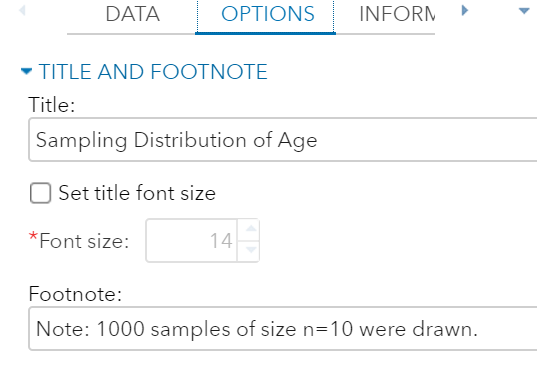 DATA OPTIONS INFORM
TITLE AND FOOTNOTE
Title:
Sampling Distribution of Age
Set title font size
*Font size: 14
Footnote:
Note: 1000 samples of size n=10 were drawn.